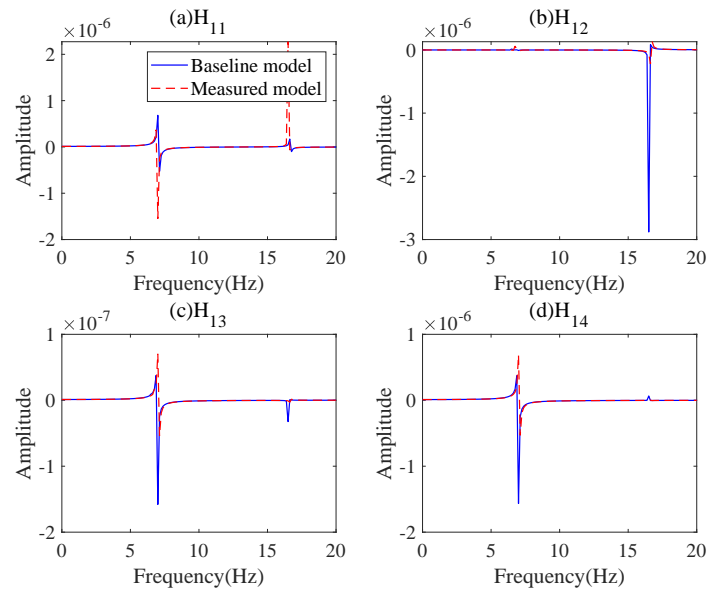 (a)H11
×10-6
2
1
0
-1
-2
0
5
10
15
20
Amplitude
Frequency(Hz)
Baseline model
Measured model
(b)H12
×10-6
0
-1
-2
-3
0
5
10
15
20
Amplitude
Frequency(Hz)
(c)H13
×10-7
1
0
-1
-2
0
5
10
15
20
Amplitude
Frequency(Hz)
(d)H14
×10-6
1
0
-1
-2
0
5
10
15
20
Amplitude
Frequency(Hz)